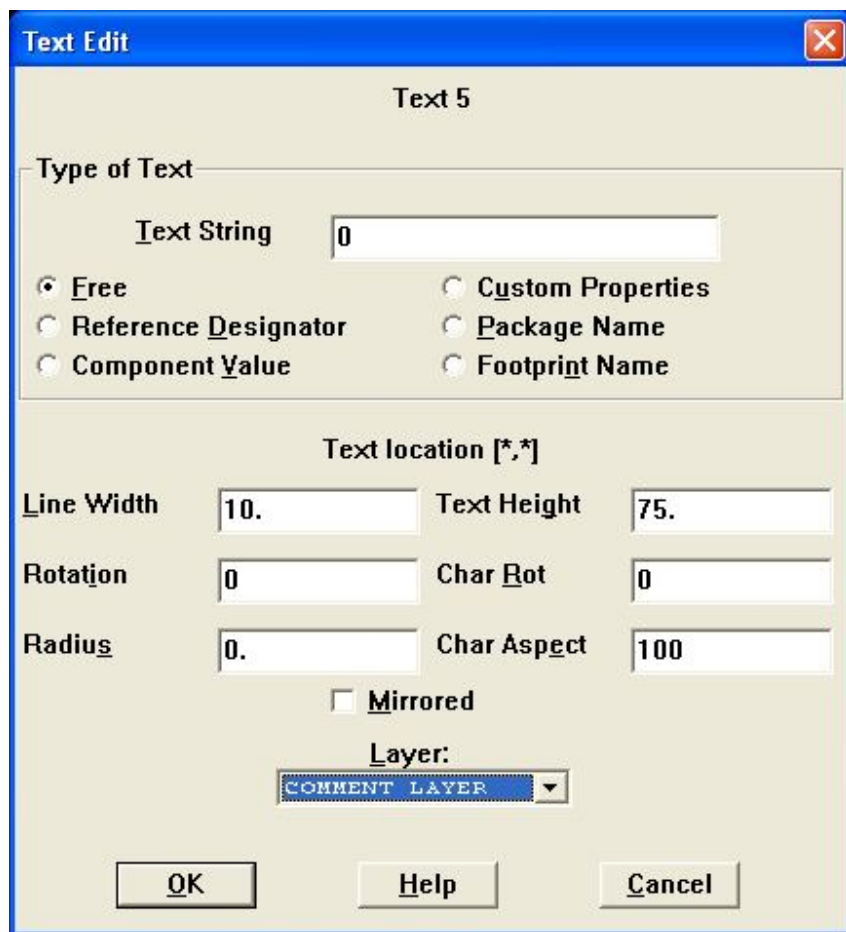 Text Edit
Text 5
Type of Text
Text String 0
Free Custom Properties
Reference Designator Package Name
Component Value Footprint Name
Text location [*,*]
Line Width 10. Text Height 75.
Rotation 0 Char Rot 0
Radius 0. Char Aspect 100
Mirrored
Layer:
COMMENT LAYER
OK Help Cancel